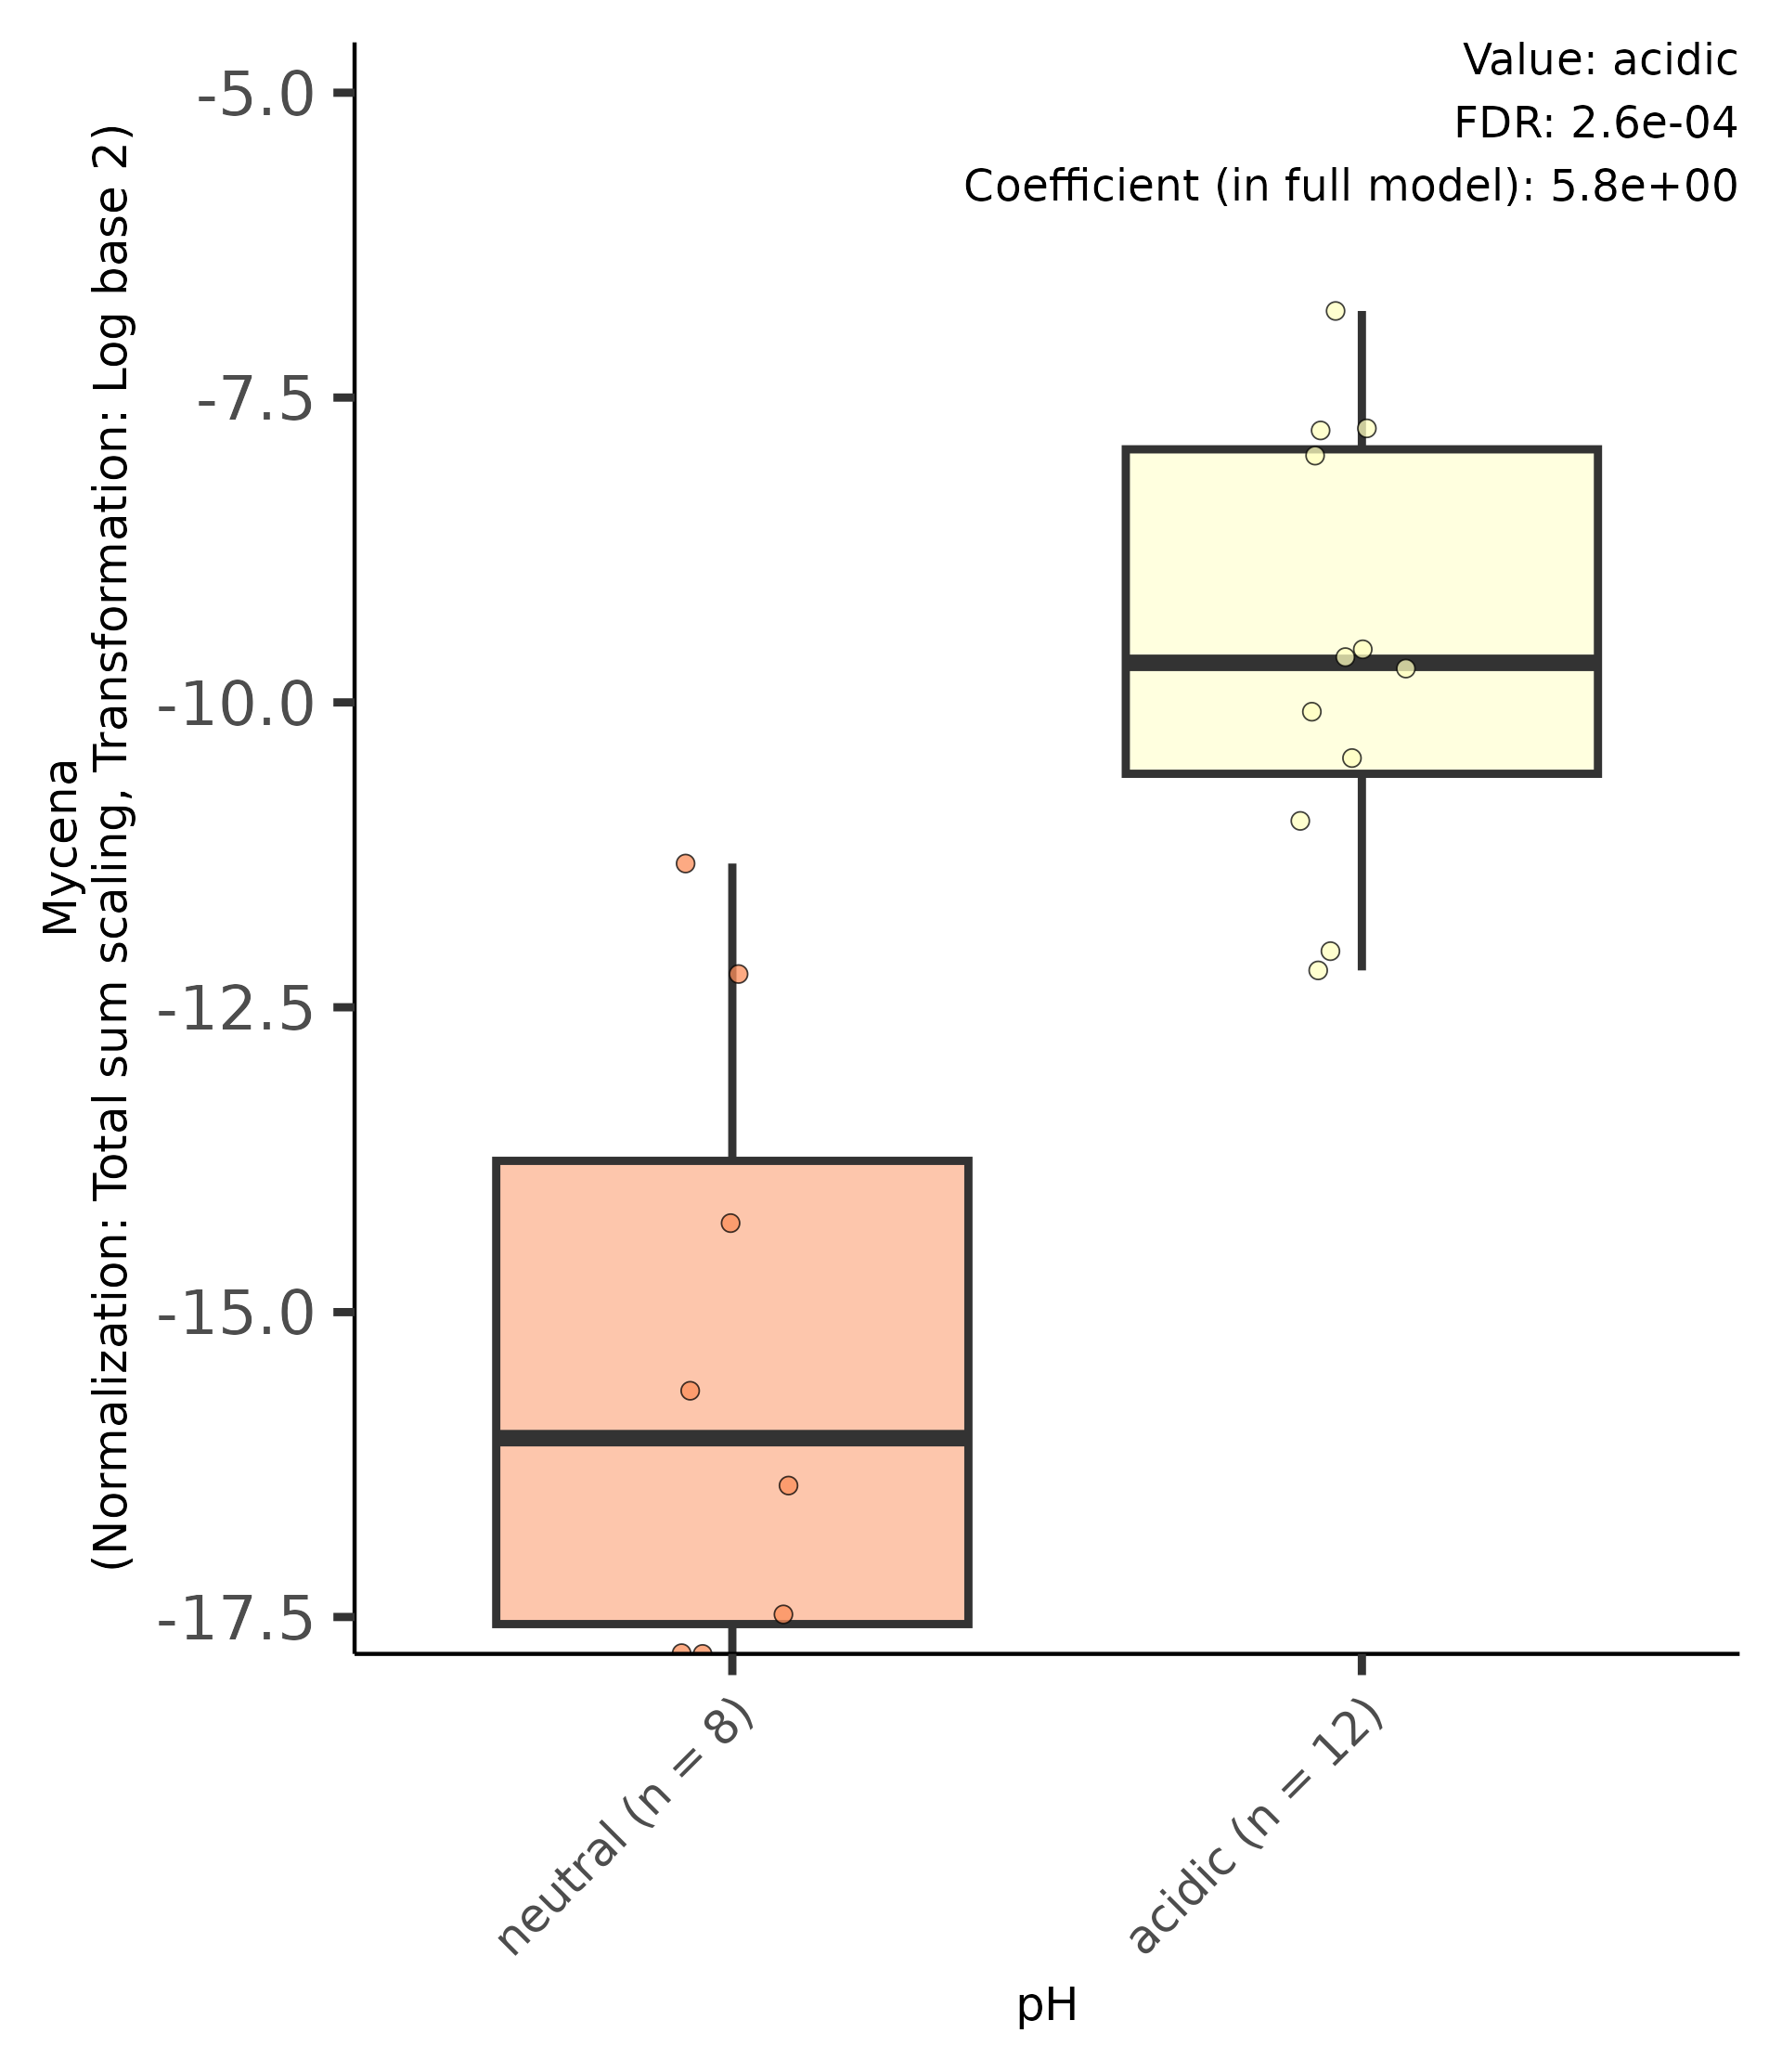 Value: acidic
FDR: 2.6e-04
Coefficient (in full model): 5.8e+00
Mycena
(Normalization: Total sum scaling, Transformation: Log base 2)
-5.0
-7.5
-10.0
-12.5
-15.0
-17.5
neutral (n = 8)
acidic (n = 12)
pH